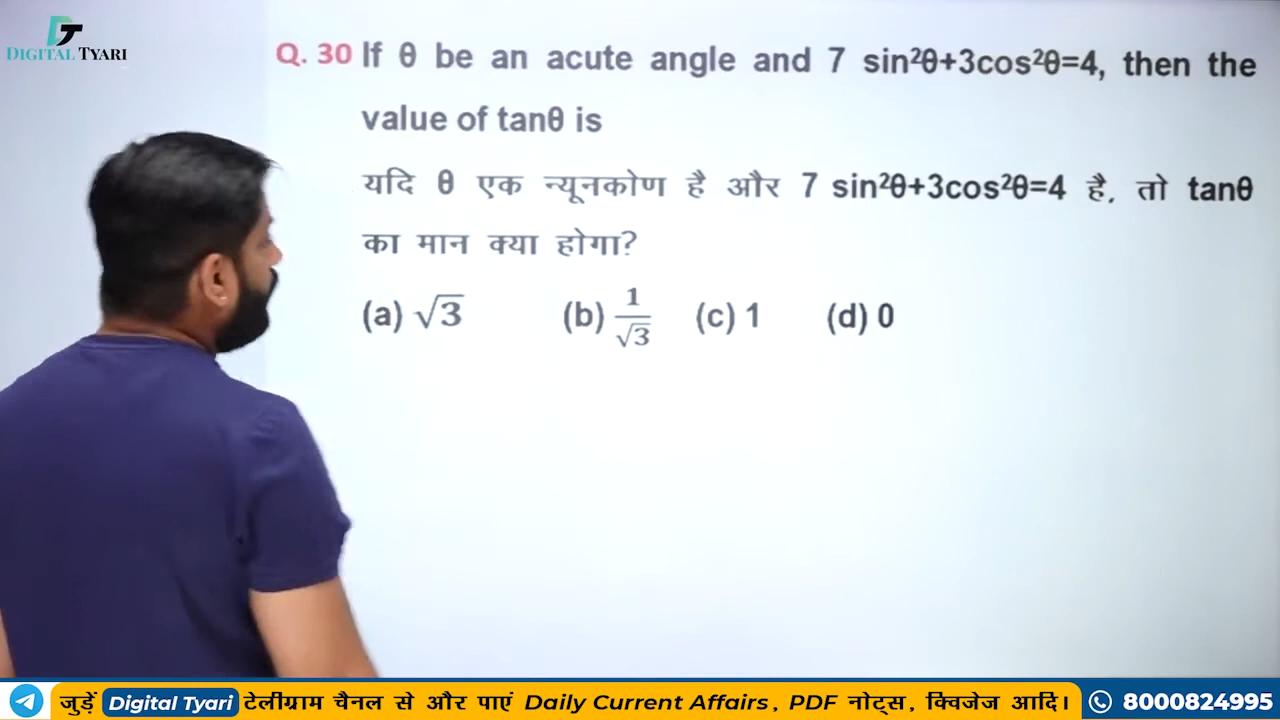 DT
DIGITAL TYARI
Q. 30 If θ be an acute angle and 7 sin²θ+3cos²θ=4, then the
value of tanθ is
यदि θ एक न्यूनकोण है और 7 sin²θ+3cos²θ=4 है. तो tanθ
का मान क्या होगा?
(a) √3 (b) 1/√3 (c) 1 (d) 0
जुड़ें Digital Tyari टेलीग्राम चैनल से और पाएं Daily Current Affairs, PDF नोट्स, क्विजेज आदि। 8000824995